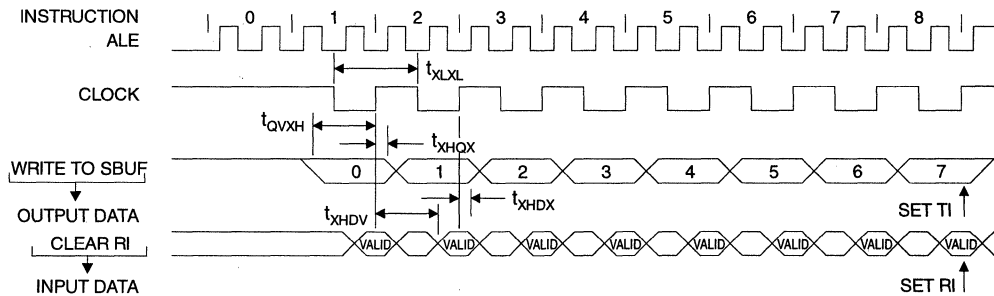 INSTRUCTION 0 1 2 3 4 5 6 7 8
ALE
tXLXL
CLOCK
tQVXH
tXHQX
WRITE TO SBUF 0 1 2 3 4 5 6 7
OUTPUT DATA
tXHDV
tXHDX
SET TI
CLEAR RI VALID VALID VALID VALID VALID VALID VALID VALID
INPUT DATA
SET RI